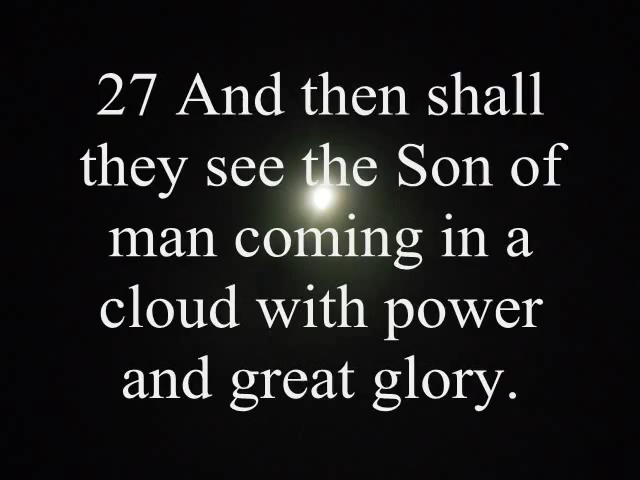 27 And then shall
they see the Son of
man coming in a
cloud with power
and great glory.